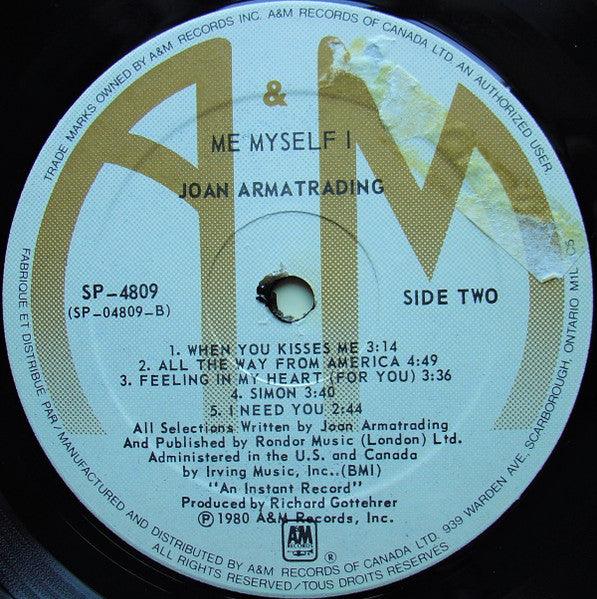 TRADE MARKS OWNED BY A&M RECORDS INC. A&M RECORDS OF CANADA LTD. AN AUTHORIZED USER.
A & M
ME MYSELF I
JOAN ARMATRADING
SP-4809
(SP-04809-B)
SIDE TWO
1. WHEN YOU KISSES ME 3:14
2. ALL THE WAY FROM AMERICA 4:49
3. FEELING IN MY HEART (FOR YOU) 3:36
4. SIMON 3:40
5. I NEED YOU 2:44
All Selections Written by Joan Armatrading
And Published by Rondor Music (London) Ltd.
Administered in the U.S. and Canada
by Irving Music, Inc..(BMI)
"An Instant Record"
Produced by Richard Gottehrer
℗ 1980 A&M Records, Inc.
A&M
RECORDS
®
FABRIQUE ET DISTRIBUE PAR / MANUFACTURED AND DISTRIBUTED BY A&M RECORDS OF CANADA LTD. 939 WARDEN AVE., SCARBOROUGH, ONTARIO M1L C5
ALL RIGHTS RESERVED/TOUS DROITS RESERVÉS